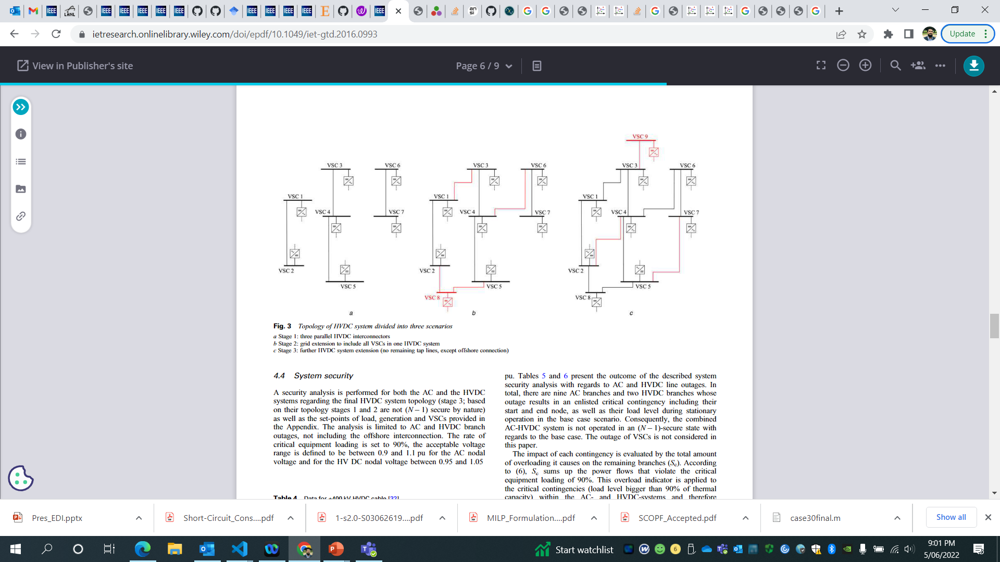 ietresearch.onlinelibrary.wiley.com/doi/epdf/10.1049/iet-gtd.2016.0993
Update
View in Publisher's site
Page 6 / 9
VSC 3
VSC 6
VSC 1
VSC 4
VSC 7
VSC 2
VSC 5
a
VSC 3
VSC 6
VSC 1
VSC 4
VSC 7
VSC 2
VSC 5
VSC 8
b
VSC 9
VSC 3
VSC 6
VSC 1
VSC 4
VSC 7
VSC 2
VSC 5
VSC 8
c
Fig. 3 Topology of HVDC system divided into three scenarios
a Stage 1: three parallel HVDC interconnectors
b Stage 2: grid extension to include all VSCs in one HVDC system
c Stage 3: further HVDC system extension (no remaining tap lines, except offshore connection)
4.4 System security
A security analysis is performed for both the AC and the HVDC
systems regarding the final HVDC system topology (stage 3; based
on their topology stages 1 and 2 are not (N − 1) secure by nature)
as well as the set-points of load, generation and VSCs provided in
the Appendix. The analysis is limited to AC and HVDC branch
outages, not including the offshore interconnection. The rate of
critical equipment loading is set to 90%, the acceptable voltage
range is defined to be between 0.9 and 1.1 pu for the AC nodal
voltage and for the HV DC nodal voltage between 0.95 and 1.05
Table 4 Data for ±400 kV HVDC cable [32]
pu. Tables 5 and 6 present the outcome of the described system
security analysis with regards to AC and HVDC line outages. In
total, there are nine AC branches and two HVDC branches whose
outage results in an enlisted critical contingency including their
start and end node, as well as their load level during stationary
operation in the base case scenario. Consequently, the combined
AC-HVDC system is not operated in an (N − 1)-secure state with
regards to the base case. The outage of VSCs is not considered in
this paper.
The impact of each contingency is evaluated by the total amount
of overloading it causes on the remaining branches (Sc). According
to (6), Sc sums up the power flows that violate the critical
equipment loading of 90%. This overload indicator is applied to
the critical contingencies (load level bigger than 90% of thermal
capacity) within the AC- and HVDC-systems and therefore
Pres_EDI.pptx
Short-Circuit_Cons....pdf
1-s2.0-S03062619....pdf
MILP_Formulation....pdf
SCOPF_Accepted.pdf
case30final.m
Show all
Start watchlist
9:01 PM
5/06/2022